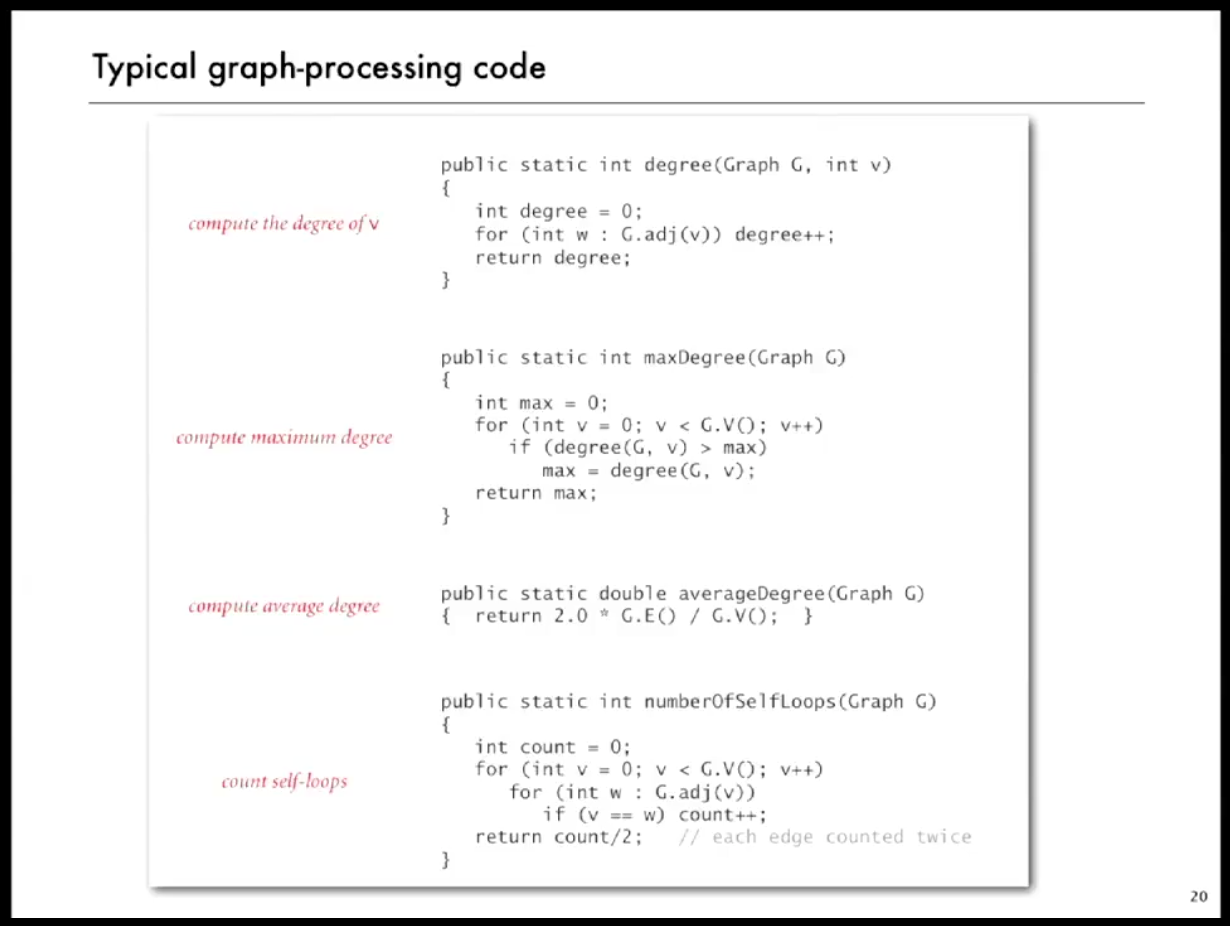 Typical graph-processing code
compute the degree of v
public static int degree(Graph G, int v)
{
int degree = 0;
for (int w : G.adj(v)) degree++;
return degree;
}
compute maximum degree
public static int maxDegree(Graph G)
{
int max = 0;
for (int v = 0; v < G.V(); v++)
if (degree(G, v) > max)
max = degree(G, v);
return max;
}
compute average degree
public static double averageDegree(Graph G)
{ return 2.0 * G.E() / G.V(); }
count self-loops
public static int numberOfSelfLoops(Graph G)
{
int count = 0;
for (int v = 0; v < G.V(); v++)
for (int w : G.adj(v))
if (v == w) count++;
return count/2; // each edge counted twice
}
20